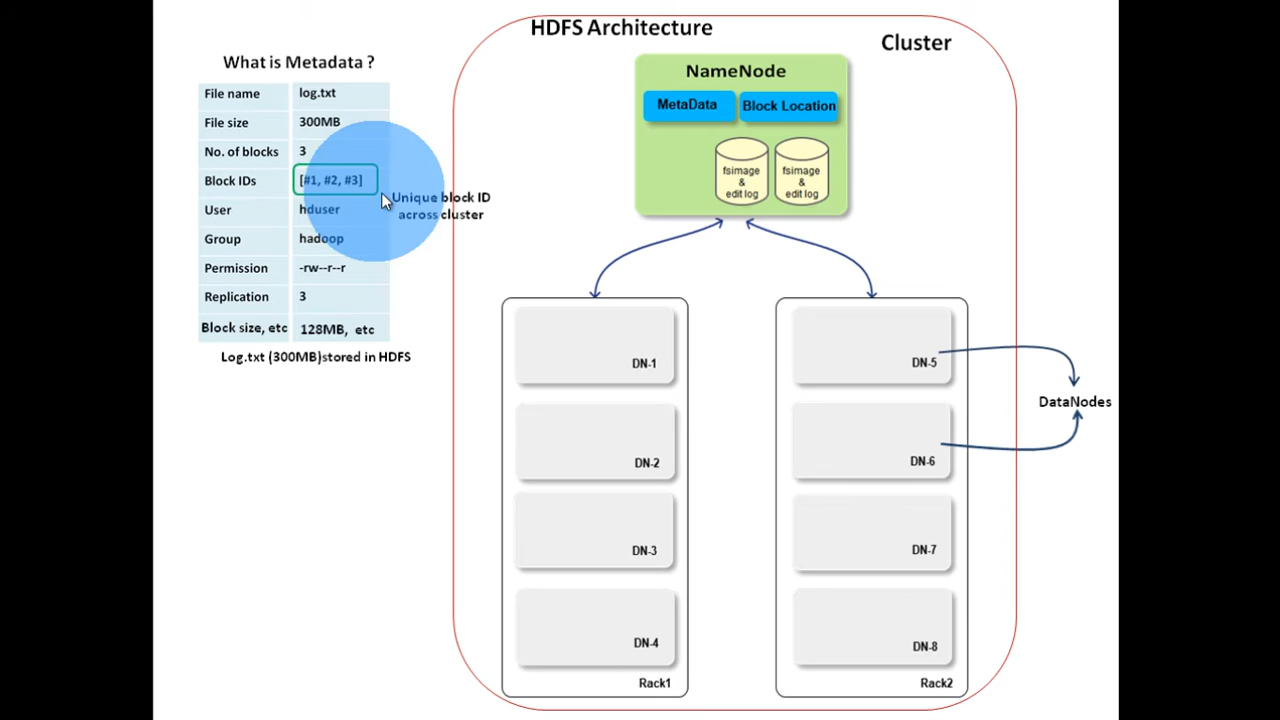 HDFS Architecture
Cluster
What is Metadata ?
File name log.txt
File size 300MB
No. of blocks 3
Block IDs [#1, #2, #3]
User hduser
Group hadoop
Permission -rw--r--r
Replication 3
Block size, etc 128MB, etc
Log.txt (300MB)stored in HDFS
Unique block ID
across cluster
NameNode
MetaData Block Location
fsimage
&
edit log
fsimage
&
edit log
DN-1
DN-2
DN-3
DN-4
Rack1
DN-5
DN-6
DN-7
DN-8
Rack2
DataNodes